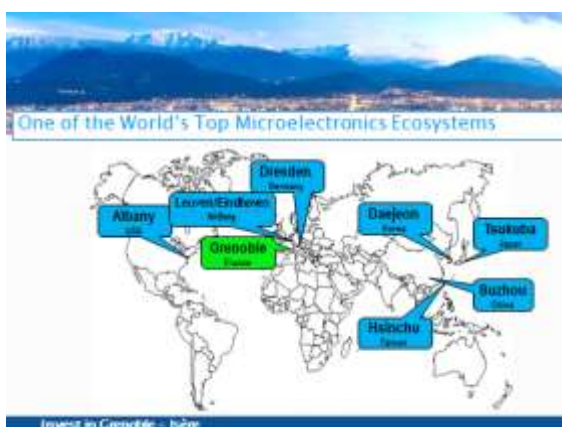 One of the World's Top Microelectronics Ecosystems
Dresden
Germany
Leuven/Eindhoven
Albany
USA
Daejeon
Korea
Tsukuba
Japan
Grenoble
France
Suzhou
China
Hsinchu
Taiwan
Invest in Grenoble - Isère